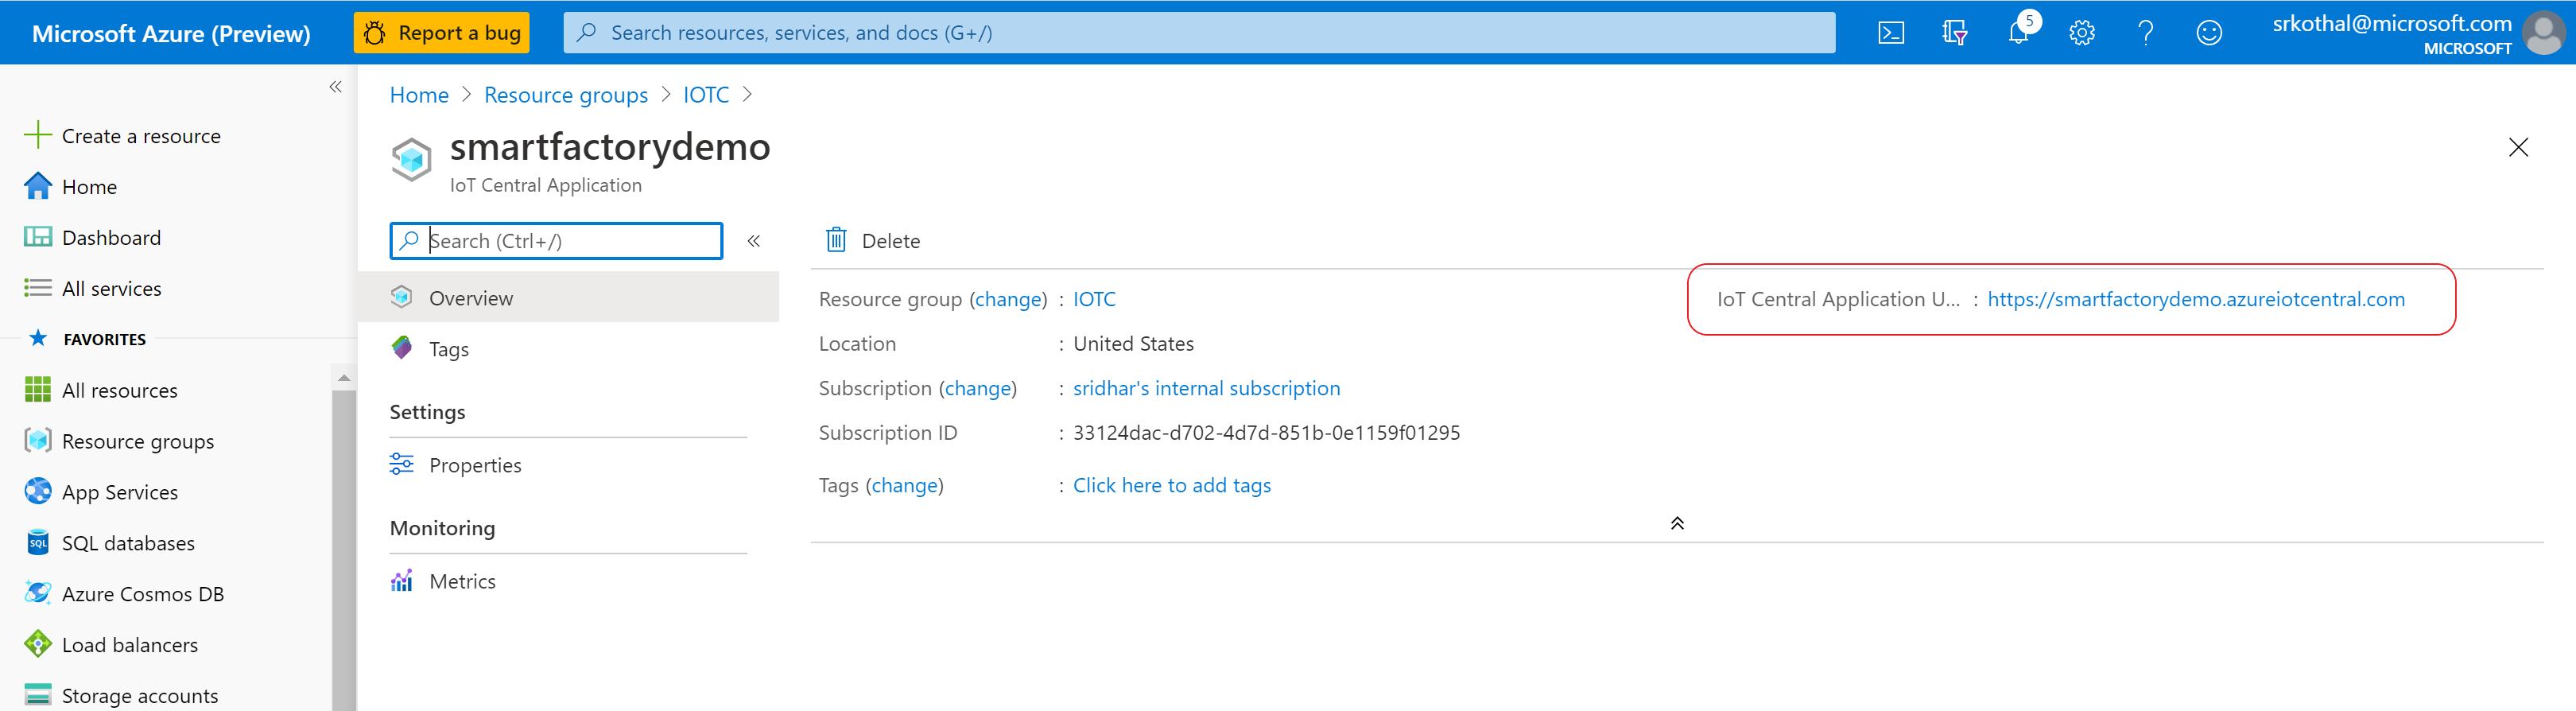 Microsoft Azure (Preview)
Report a bug
Search resources, services, and docs (G+/)
5
srkothal@microsoft.com
MICROSOFT
Create a resource
Home
Dashboard
All services
FAVORITES
All resources
Resource groups
App Services
SQL
SQL databases
Azure Cosmos DB
Load balancers
Storage accounts
Home > Resource groups > IOTC >
smartfactorydemo
IoT Central Application
Search (Ctrl+/)
Overview
Tags
Settings
Properties
Monitoring
Metrics
Delete
Resource group (change) : IOTC
Location : United States
Subscription (change) : sridhar's internal subscription
Subscription ID : 33124dac-d702-4d7d-851b-0e1159f01295
Tags (change) : Click here to add tags
IoT Central Application U... : https://smartfactorydemo.azureiotcentral.com